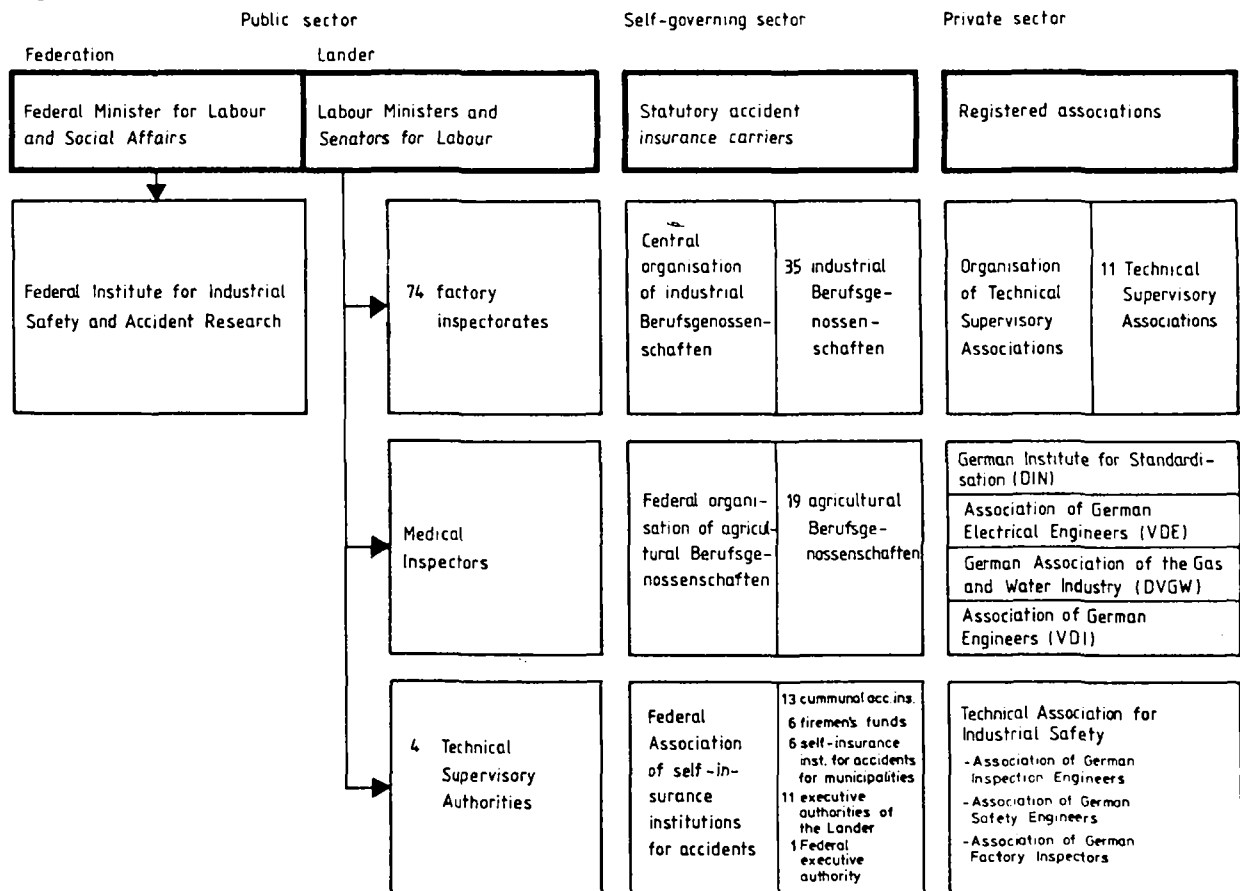 Public sector
Self-governing sector
Private sector
Federation
Lander
Federal Minister for Labour
and Social Affairs
Labour Ministers and
Senators for Labour
Statutory accident
insurance carriers
Registered associations
Federal Institute for Industrial
Safety and Accident Research
74 factory
inspectorates
Central
organisation
of industrial
Berufsgenossen-
schaften
35 industrial
Berufsge-
nossen-
schaften
Organisation
of Technical
Supervisory
Associations
11 Technical
Supervisory
Associations
Medical
Inspectors
Federal organi-
sation of agricul-
tural Berufsge-
nossenschaften
19 agricultural
Berufsge-
nossenschaften
German Institute for Standardi-
sation (DIN)
Association of German
Electrical Engineers (VDE)
German Association of the Gas
and Water Industry (DVGW)
Association of German
Engineers (VDI)
4 Technical
Supervisory
Authorities
Federal
Association
of self-in-
surance
institutions
for accidents
13 cummunal acc.ins.
6 firemen's funds
6 self-insurance
inst. for accidents
for municipalities
11 executive
authorities of
the Lander
1 Federal
executive
authority
Technical Association for
Industrial Safety
- Association of German
Inspection Engineers
- Association of German
Safety Engineers
- Association of German
Factory Inspectors